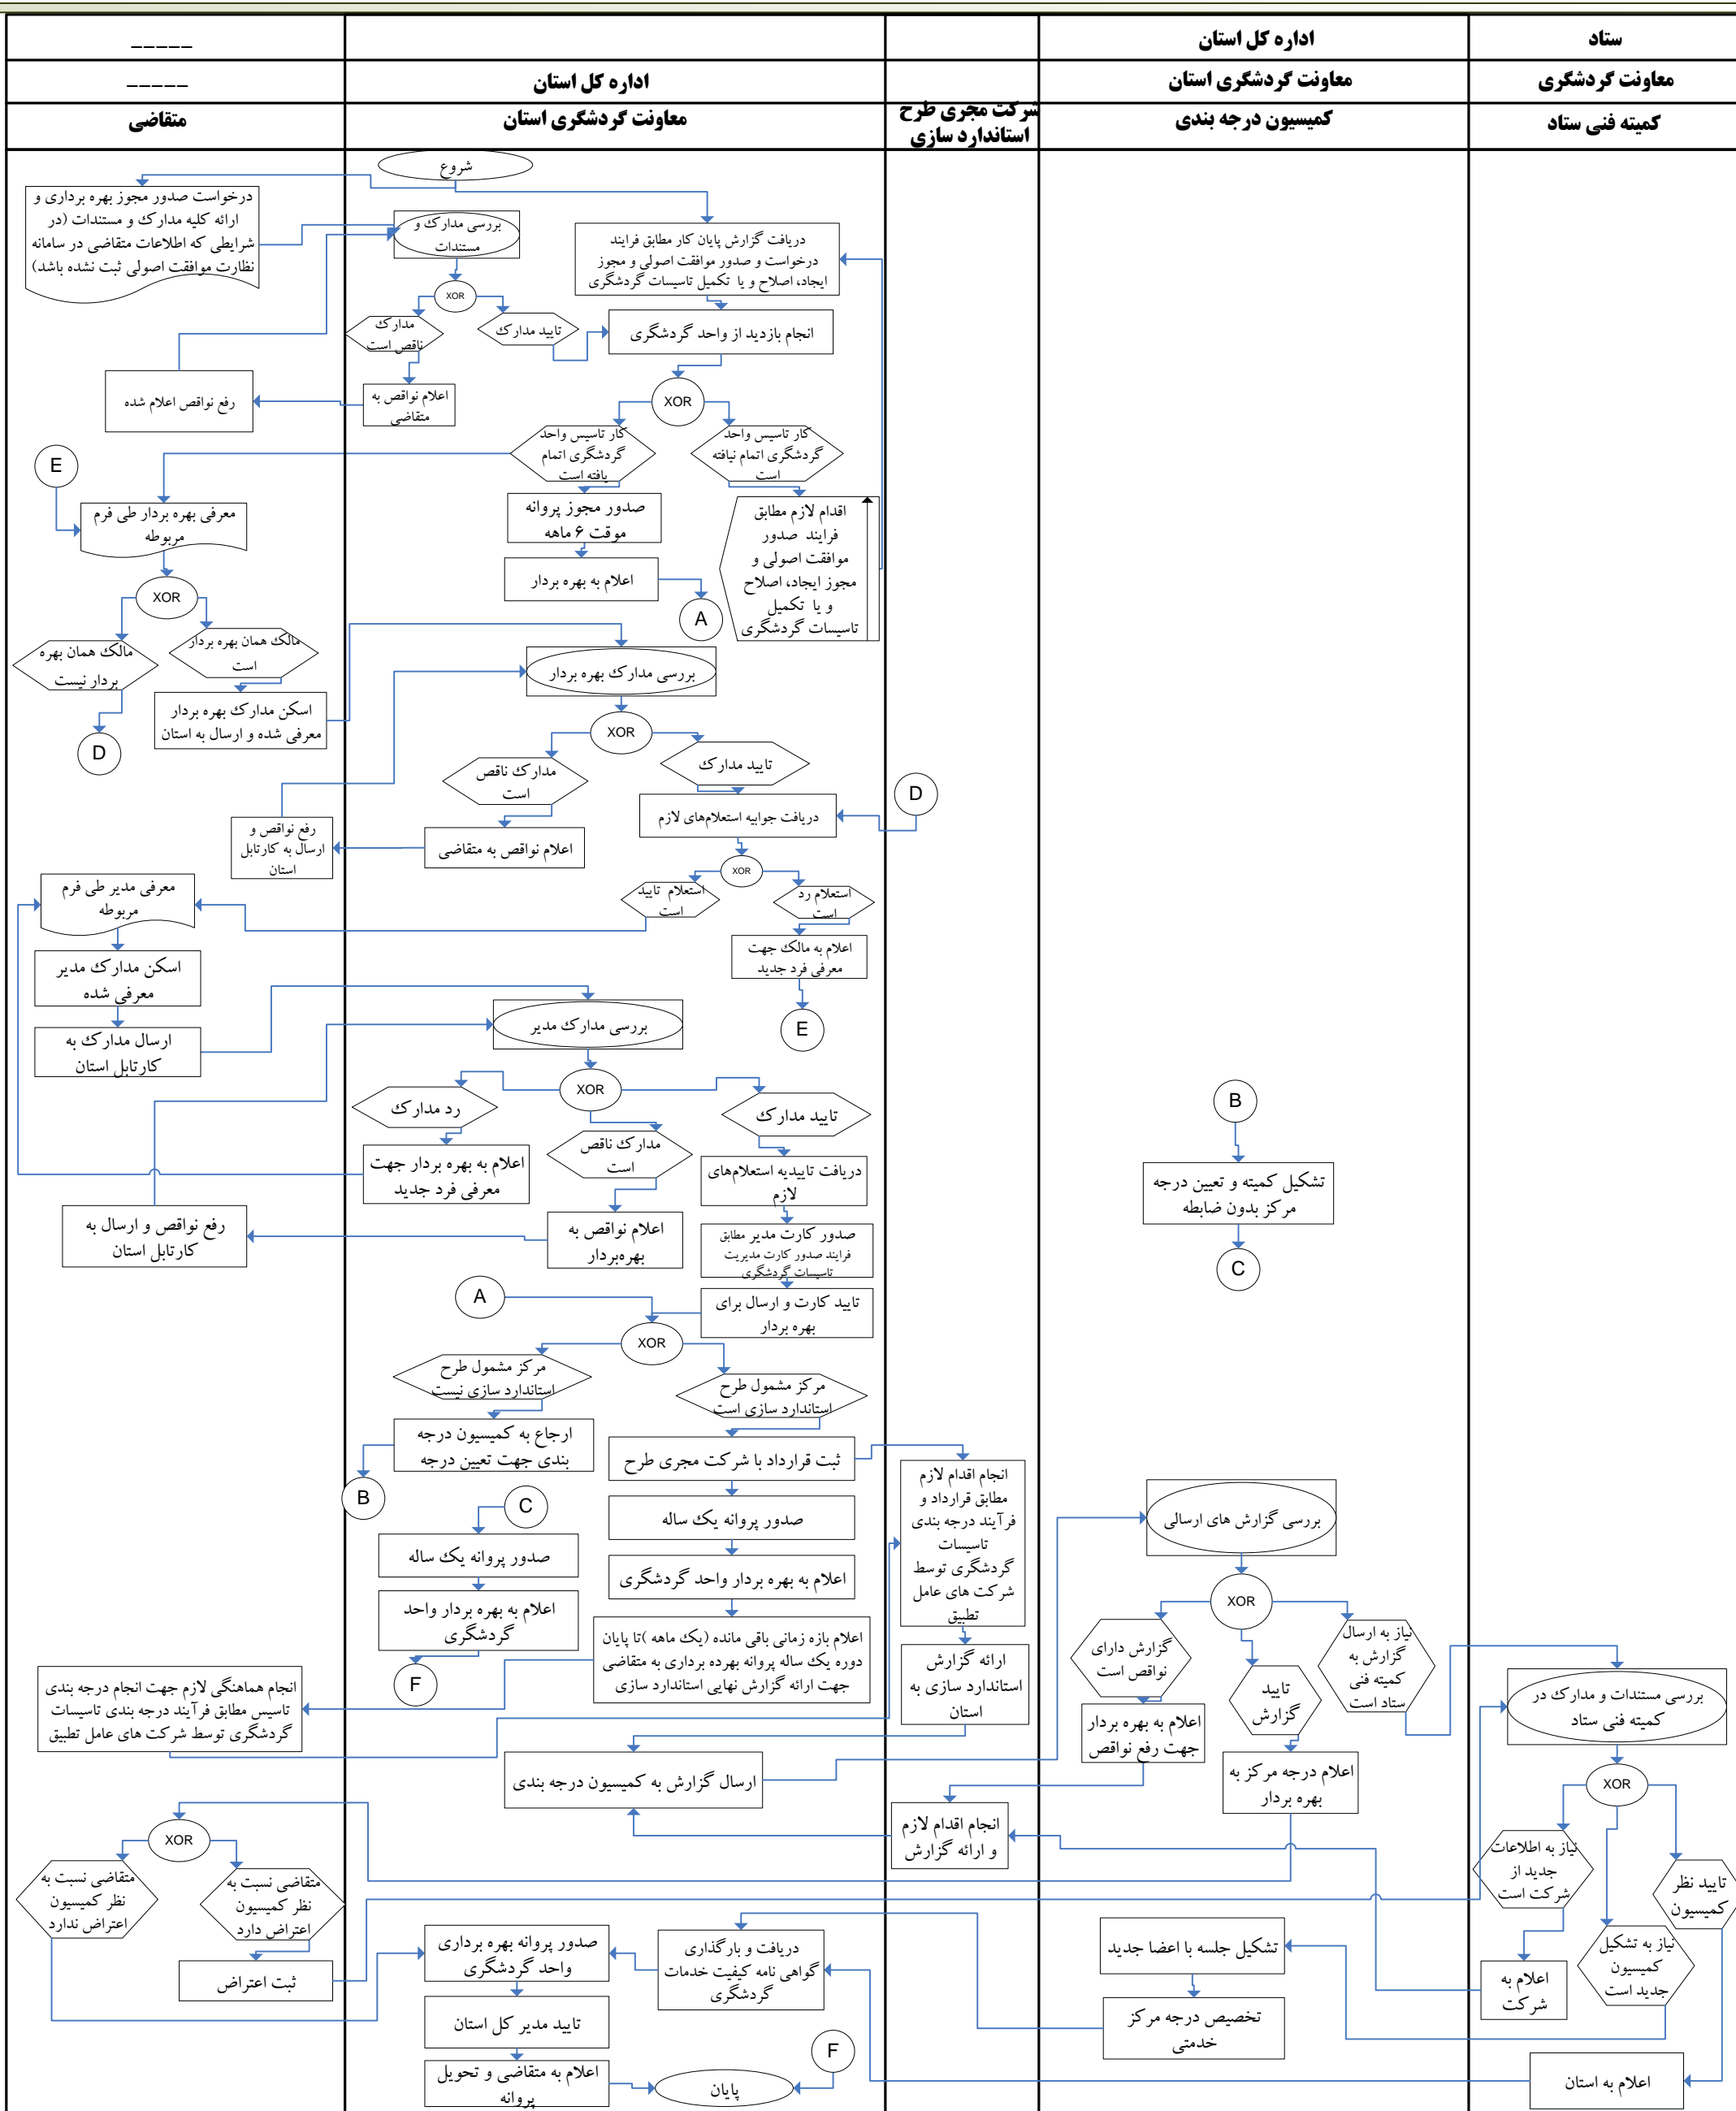 ستاد
اداره کل استان
_____
معاونت گردشگری
معاونت گردشگری استان
اداره کل استان
_____
کمیته فنی ستاد
کمیسیون درجه بندی
شرکت مجری طرح
استاندارد سازی
معاونت گردشگری استان
متقاضی
شروع
درخواست صدور مجوز بهره برداری و
ارائه کلیه مدارک و مستندات (در
شرایطی که اطلاعات متقاضی در سامانه
نظارت موافقت اصولی ثبت نشده باشد)
بررسی مدارک و
مستندات
دریافت گزارش پایان کار مطابق فرایند
درخواست و صدور موافقت اصولی و مجوز
ایجاد، اصلاح و یا تکمیل تاسیسات گردشگری
XOR
مدارک
ناقص است
تایید مدارک
انجام بازدید از واحد گردشگری
رفع نواقص اعلام شده
اعلام نواقص به
متقاضی
XOR
کار تاسیس واحد
گردشگری اتمام
یافته است
کار تاسیس واحد
گردشگری اتمام نیافته
است
E
معرفی بهره بردار طی فرم
مربوطه
صدور مجوز پروانه
موقت ۶ ماهه
اقدام لازم مطابق
فرایند صدور
موافقت اصولی و
مجوز ایجاد، اصلاح
و یا تکمیل
تاسیسات گردشگری
اعلام به بهره بردار
A
XOR
مالک همان بهره
بردار نیست
مالک همان بهره بردار
است
D
اسکن مدارک بهره بردار
معرفی شده و ارسال به استان
بررسی مدارک بهره بردار
XOR
مدارک ناقص
است
تایید مدارک
D
دریافت جوابیه استعلام‌های لازم
رفع نواقص و
ارسال به کارتابل
استان
اعلام نواقص به متقاضی
XOR
استعلام تایید
است
استعلام رد
است
معرفی مدیر طی فرم
مربوطه
اعلام به مالک جهت
معرفی فرد جدید
E
اسکن مدارک مدیر
معرفی شده
ارسال مدارک به
کارتابل استان
بررسی مدارک مدیر
XOR
رد مدارک
مدارک ناقص
است
تایید مدارک
اعلام به بهره بردار جهت
معرفی فرد جدید
دریافت تاییدیه استعلام‌های
لازم
رفع نواقص و ارسال به
کارتابل استان
اعلام نواقص به
بهره‌بردار
صدور کارت مدیر مطابق
فرایند صدور کارت مدیریت
تاسیسات گردشگری
تایید کارت و ارسال برای
بهره بردار
B
تشکیل کمیته و تعیین درجه
مرکز بدون ضابطه
C
A
XOR
مرکز مشمول طرح
استاندارد سازی نیست
مرکز مشمول طرح
استاندارد سازی است
ارجاع به کمیسیون درجه
بندی جهت تعیین درجه
B
ثبت قرارداد با شرکت مجری طرح
C
صدور پروانه یک ساله
صدور پروانه یک ساله
اعلام به بهره بردار واحد گردشگری
اعلام به بهره بردار واحد
گردشگری
F
اعلام بازه زمانی باقی مانده (یک ماهه )تا پایان
دوره یک ساله پروانه بهرده برداری به متقاضی
جهت ارائه گزارش نهایی استاندارد سازی
انجام اقدام لازم
مطابق قرارداد و
فرآیند درجه بندی
تاسیسات
گردشگری توسط
شرکت های عامل
تطبیق
ارائه گزارش
استاندارد سازی به
استان
انجام هماهنگی لازم جهت انجام درجه بندی
تاسیس مطابق فرآیند درجه بندی تاسیسات
گردشگری توسط شرکت های عامل تطبیق
ارسال گزارش به کمیسیون درجه بندی
بررسی گزارش های ارسالی
XOR
گزارش دارای
نواقص است
تایید
گزارش
نیاز به ارسال
گزارش به
کمیته فنی
ستاد است
اعلام به بهره بردار
جهت رفع نواقص
اعلام درجه مرکز به
بهره بردار
انجام اقدام لازم
و ارائه گزارش
بررسی مستندات و مدارک در
کمیته فنی ستاد
XOR
نیاز به اطلاعات
جدید از
شرکت است
تایید نظر
کمیسیون
نیاز به تشکیل
کمیسیون
جدید است
اعلام به
شرکت
اعلام به استان
XOR
متقاضی نسبت به
نظر کمیسیون
اعتراض ندارد
متقاضی نسبت به
نظر کمیسیون
اعتراض دارد
ثبت اعتراض
صدور پروانه بهره برداری
واحد گردشگری
دریافت و بارگذاری
گواهی نامه کیفیت خدمات
گردشگری
تشکیل جلسه با اعضا جدید
تخصیص درجه مرکز
خدمتی
تایید مدیر کل استان
اعلام به متقاضی و تحویل
پروانه
پایان
F